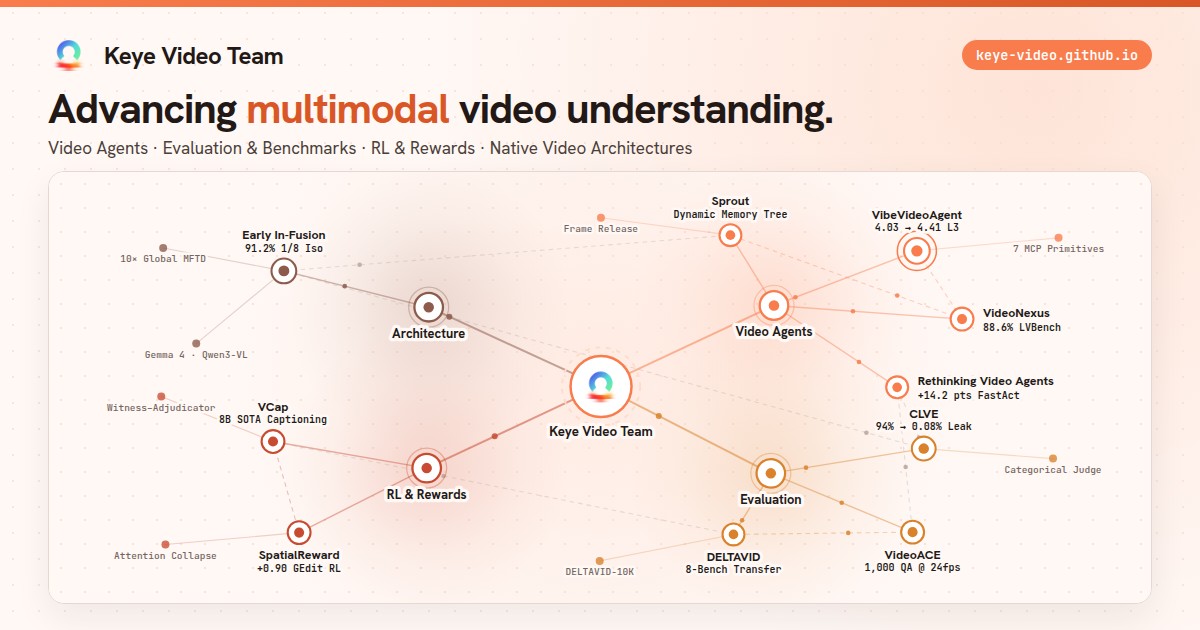 Keye Video Team
keye-video.github.io
Advancing multimodal video understanding.
Video Agents · Evaluation & Benchmarks · RL & Rewards · Native Video Architectures
Sprout
Dynamic Memory Tree
Frame Release
VibeVideoAgent
4.03 → 4.41 L3
7 MCP Primitives
Early In-Fusion
91.2% 1/8 Iso
10× Global MFTD
Architecture
Video Agents
VideoNexus
88.6% LVBench
Gemma 4 · Qwen3-VL
Rethinking Video Agents
+14.2 pts FastAct
Witness-Adjudicator
VCap
8B SOTA Captioning
CLVE
94% → 0.08% Leak
Keye Video Team
Categorical Judge
RL & Rewards
Evaluation
Attention Collapse
SpatialReward
+0.90 GEdit RL
DELTAVID-10K
DELTAVID
8-Bench Transfer
VideoACE
1,000 QA @ 24fps